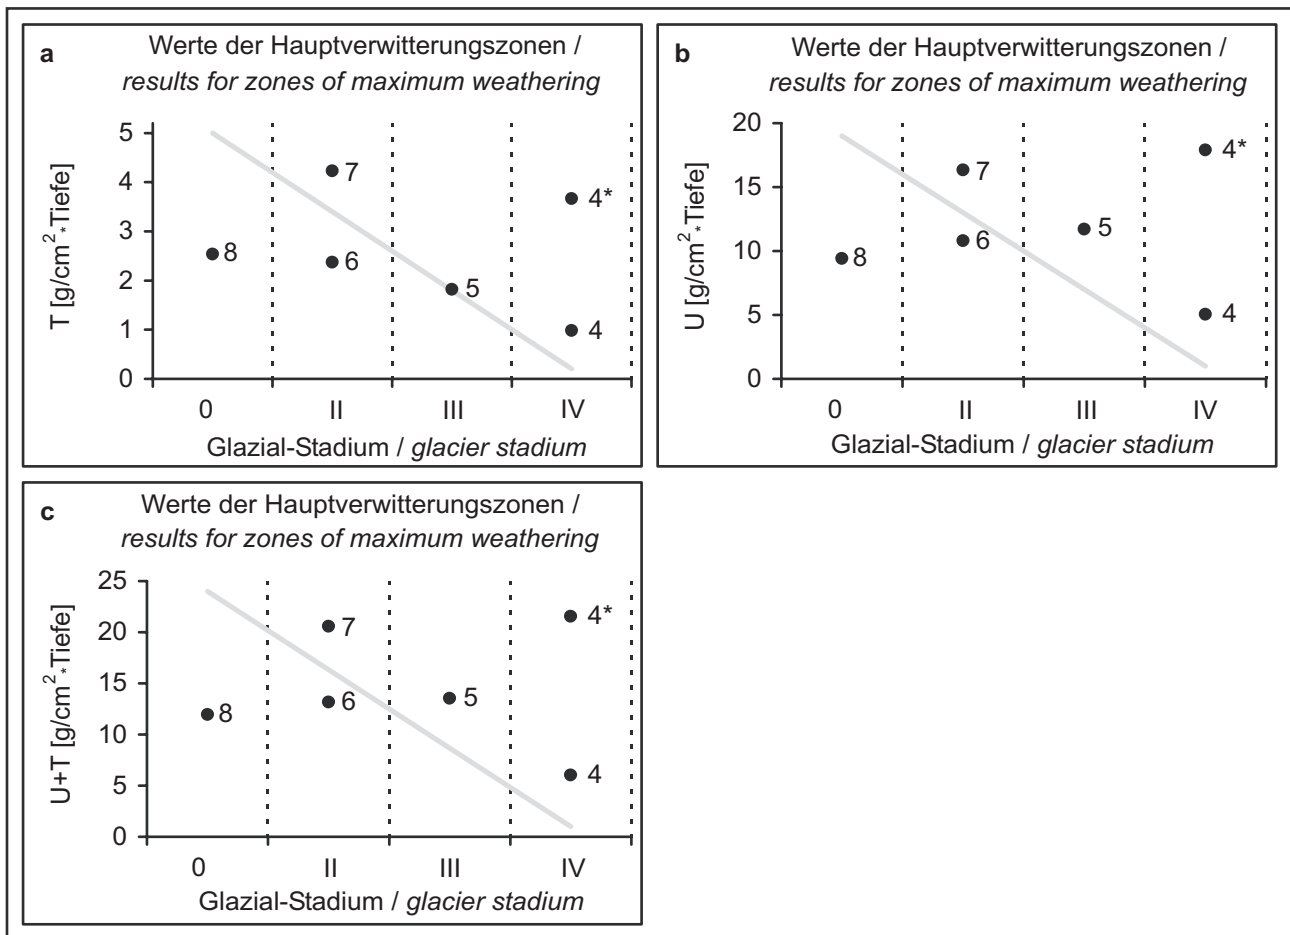 a
Werte der Hauptverwitterungszonen /
results for zones of maximum weathering
T [g/cm²*Tiefe]
5
4
3
2
1
0
8
7
6
5
4*
4
0 II III IV
Glazial-Stadium / glacier stadium
b
Werte der Hauptverwitterungszonen /
results for zones of maximum weathering
U [g/cm²*Tiefe]
20
15
10
5
0
8
7
6
5
4*
4
0 II III IV
Glazial-Stadium / glacier stadium
c
Werte der Hauptverwitterungszonen /
results for zones of maximum weathering
U+T [g/cm²*Tiefe]
25
20
15
10
5
0
8
7
6
5
4*
4
0 II III IV
Glazial-Stadium / glacier stadium